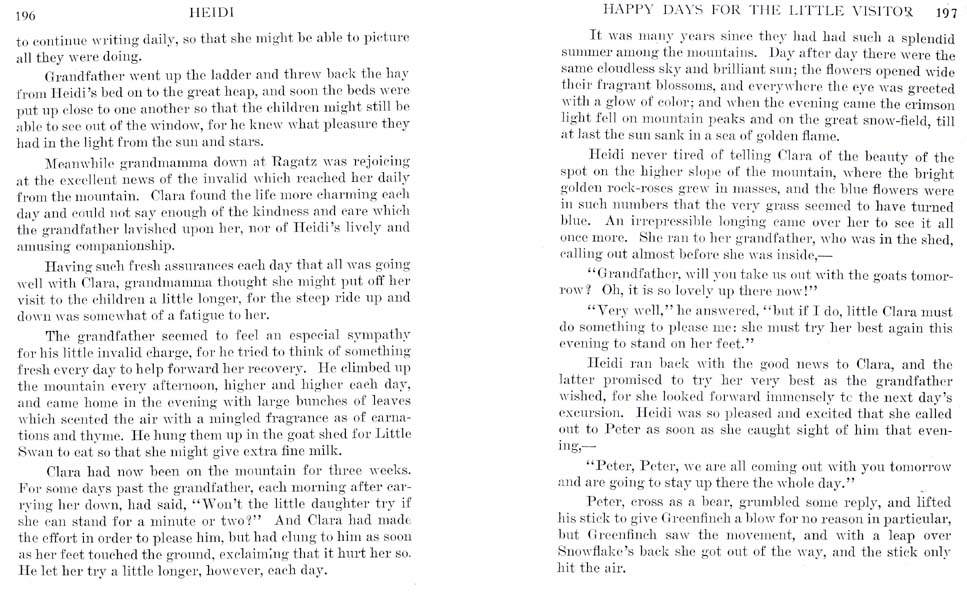 196 HEIDI
to continue writing daily, so that she might be able to picture
all they were doing.
Grandfather went up the ladder and threw back the hay
from Heidi's bed on to the great heap, and soon the beds were
put up close to one another so that the children might still be
able to see out of the window, for he knew what pleasure they
had in the light from the sun and stars.
Meanwhile grandmamma down at Ragatz was rejoicing
at the excellent news of the invalid which reached her daily
from the mountain. Clara found the life more charming each
day and could not say enough of the kindness and care which
the grandfather lavished upon her, nor of Heidi's lively and
amusing companionship.
Having such fresh assurances each day that all was going
well with Clara, grandmamma thought she might put off her
visit to the children a little longer, for the steep ride up and
down was somewhat of a fatigue to her.
The grandfather seemed to feel an especial sympathy
for his little invalid charge, for he tried to think of something
fresh every day to help forward her recovery. He climbed up
the mountain every afternoon, higher and higher each day,
and came home in the evening with large bunches of leaves
which scented the air with a mingled fragrance as of carna-
tions and thyme. He hung them up in the goat shed for Little
Swan to eat so that she might give extra fine milk.
Clara had now been on the mountain for three weeks.
For some days past the grandfather, each morning after car-
rying her down, had said, "Won't the little daughter try if
she can stand for a minute or two?" And Clara had made
the effort in order to please him, but had clung to him as soon
as her feet touched the ground, exclaiming that it hurt her so.
He let her try a little longer, however, each day.
HAPPY DAYS FOR THE LITTLE VISITOR 197
It was many years since they had had such a splendid
summer among the mountains. Day after day there were the
same cloudless sky and brilliant sun; the flowers opened wide
their fragrant blossoms, and everywhere the eye was greeted
with a glow of color; and when the evening came the crimson
light fell on mountain peaks and on the great snow-field, till
at last the sun sank in a sea of golden flame.
Heidi never tired of telling Clara of the beauty of the
spot on the higher slope of the mountain, where the bright
golden rock-roses grew in masses, and the blue flowers were
in such numbers that the very grass seemed to have turned
blue. An irrepressible longing came over her to see it all
once more. She ran to her grandfather, who was in the shed,
calling out almost before she was inside,—
"Grandfather, will you take us out with the goats tomor-
row? Oh, it is so lovely up there now!"
"Very well," he answered, "but if I do, little Clara must
do something to please me: she must try her best again this
evening to stand on her feet."
Heidi ran back with the good news to Clara, and the
latter promised to try her very best as the grandfather
wished, for she looked forward immensely to the next day's
excursion. Heidi was so pleased and excited that she called
out to Peter as soon as she caught sight of him that even-
ing,—
"Peter, Peter, we are all coming out with you tomorrow
and are going to stay up there the whole day."
Peter, cross as a bear, grumbled some reply, and lifted
his stick to give Greenfinch a blow for no reason in particular,
but Greenfinch saw the movement, and with a leap over
Snowflake's back she got out of the way, and the stick only
hit the air.